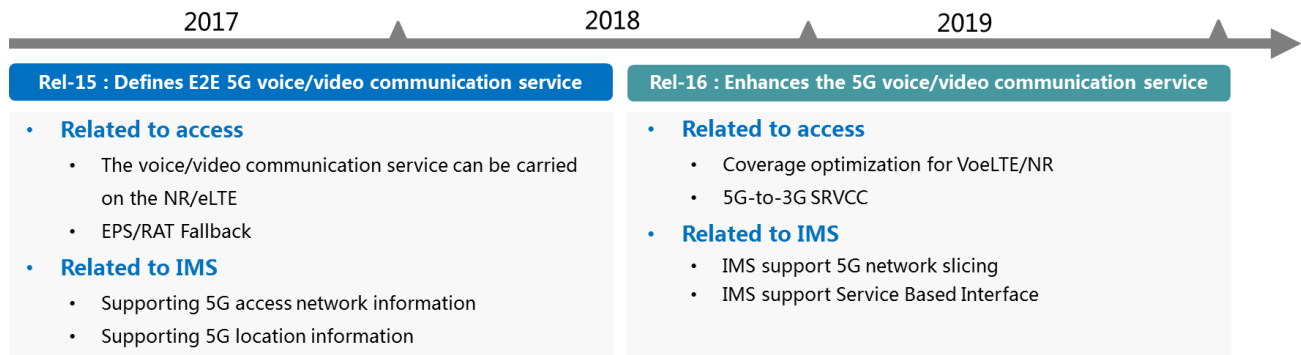 2017
2018
2019
Rel-15 : Defines E2E 5G voice/video communication service
• Related to access
• The voice/video communication service can be carried
on the NR/eLTE
• EPS/RAT Fallback
• Related to IMS
• Supporting 5G access network information
• Supporting 5G location information
Rel-16 : Enhances the 5G voice/video communication service
• Related to access
• Coverage optimization for VoeLTE/NR
• 5G-to-3G SRVCC
• Related to IMS
• IMS support 5G network slicing
• IMS support Service Based Interface